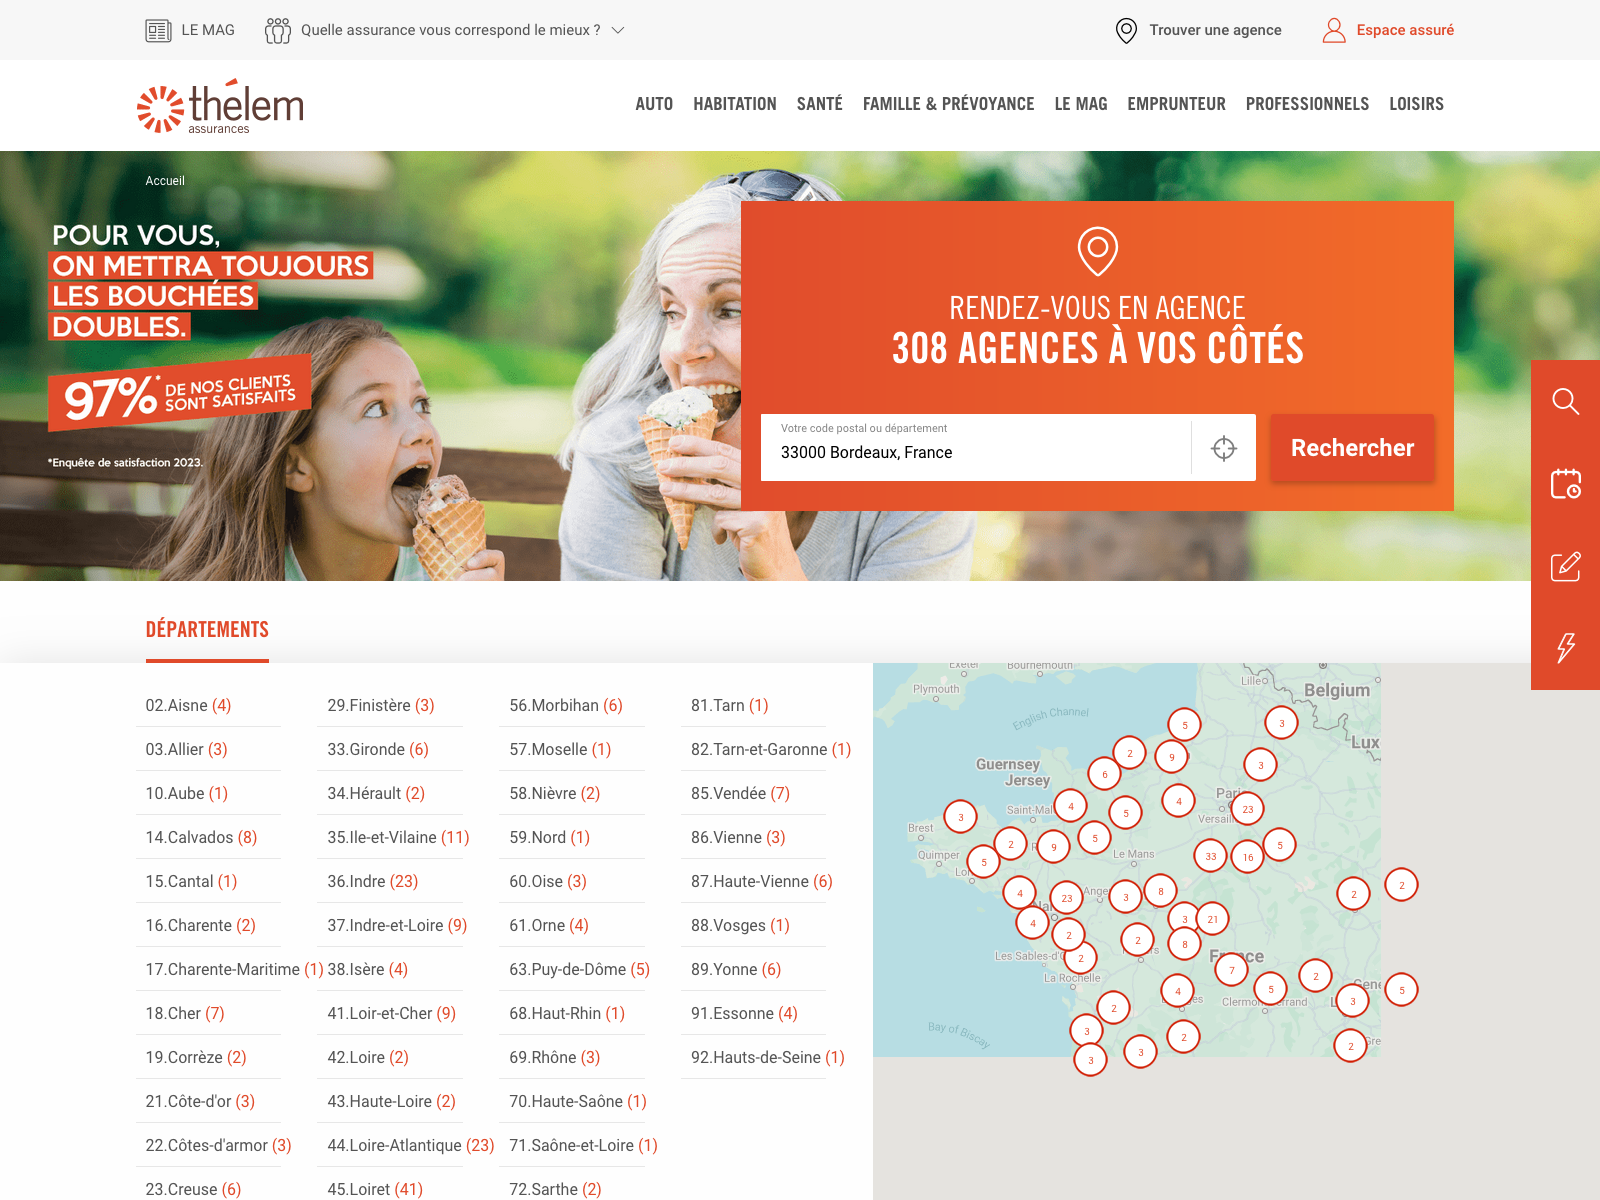 LE MAG
Quelle assurance vous correspond le mieux ?
Trouver une agence
Espace assuré
thélem
assurances
AUTO
HABITATION
SANTÉ
FAMILLE & PRÉVOYANCE
LE MAG
EMPRUNTEUR
PROFESSIONNELS
LOISIRS
Accueil
POUR VOUS,
ON METTRA TOUJOURS
LES BOUCHÉES
DOUBLES.
97%* DE NOS CLIENTS
SONT SATISFAITS
*Enquête de satisfaction 2023.
RENDEZ-VOUS EN AGENCE
308 AGENCES À VOS CÔTÉS
Votre code postal ou département
33000 Bordeaux, France
Rechercher
DÉPARTEMENTS
02.Aisne (4)
03.Allier (3)
10.Aube (1)
14.Calvados (8)
15.Cantal (1)
16.Charente (2)
17.Charente-Maritime (1)
18.Cher (7)
19.Corrèze (2)
21.Côte-d'or (3)
22.Côtes-d'armor (3)
23.Creuse (6)
29.Finistère (3)
33.Gironde (6)
34.Hérault (2)
35.Ile-et-Vilaine (11)
36.Indre (23)
37.Indre-et-Loire (9)
38.Isère (4)
41.Loir-et-Cher (9)
42.Loire (2)
43.Haute-Loire (2)
44.Loire-Atlantique (23)
45.Loiret (41)
56.Morbihan (6)
57.Moselle (1)
58.Nièvre (2)
59.Nord (1)
60.Oise (3)
61.Orne (4)
63.Puy-de-Dôme (5)
68.Haut-Rhin (1)
69.Rhône (3)
70.Haute-Saône (1)
71.Saône-et-Loire (1)
72.Sarthe (2)
81.Tarn (1)
82.Tarn-et-Garonne (1)
85.Vendée (7)
86.Vienne (3)
87.Haute-Vienne (6)
88.Vosges (1)
89.Yonne (6)
91.Essonne (4)
92.Hauts-de-Seine (1)
Exeter
Bournemouth
Plymouth
Lille
Belgium
English Channel
5
3
Lux
2
9
Guernsey
3
6
Jersey
Saint-Mal
4
5
4
Paris
23
Versail
3
Brest
5
2
9
5
Quimper
5
Le Mans
33
16
2
2
4
23
Ange
3
8
4
3
21
2
2
8
Les Sables-d'O
2
France
La Rochelle
7
2
4
5
Clermont-Ferrand
3
5
2
Bay of Biscay
3
2
3
3
2
Gre